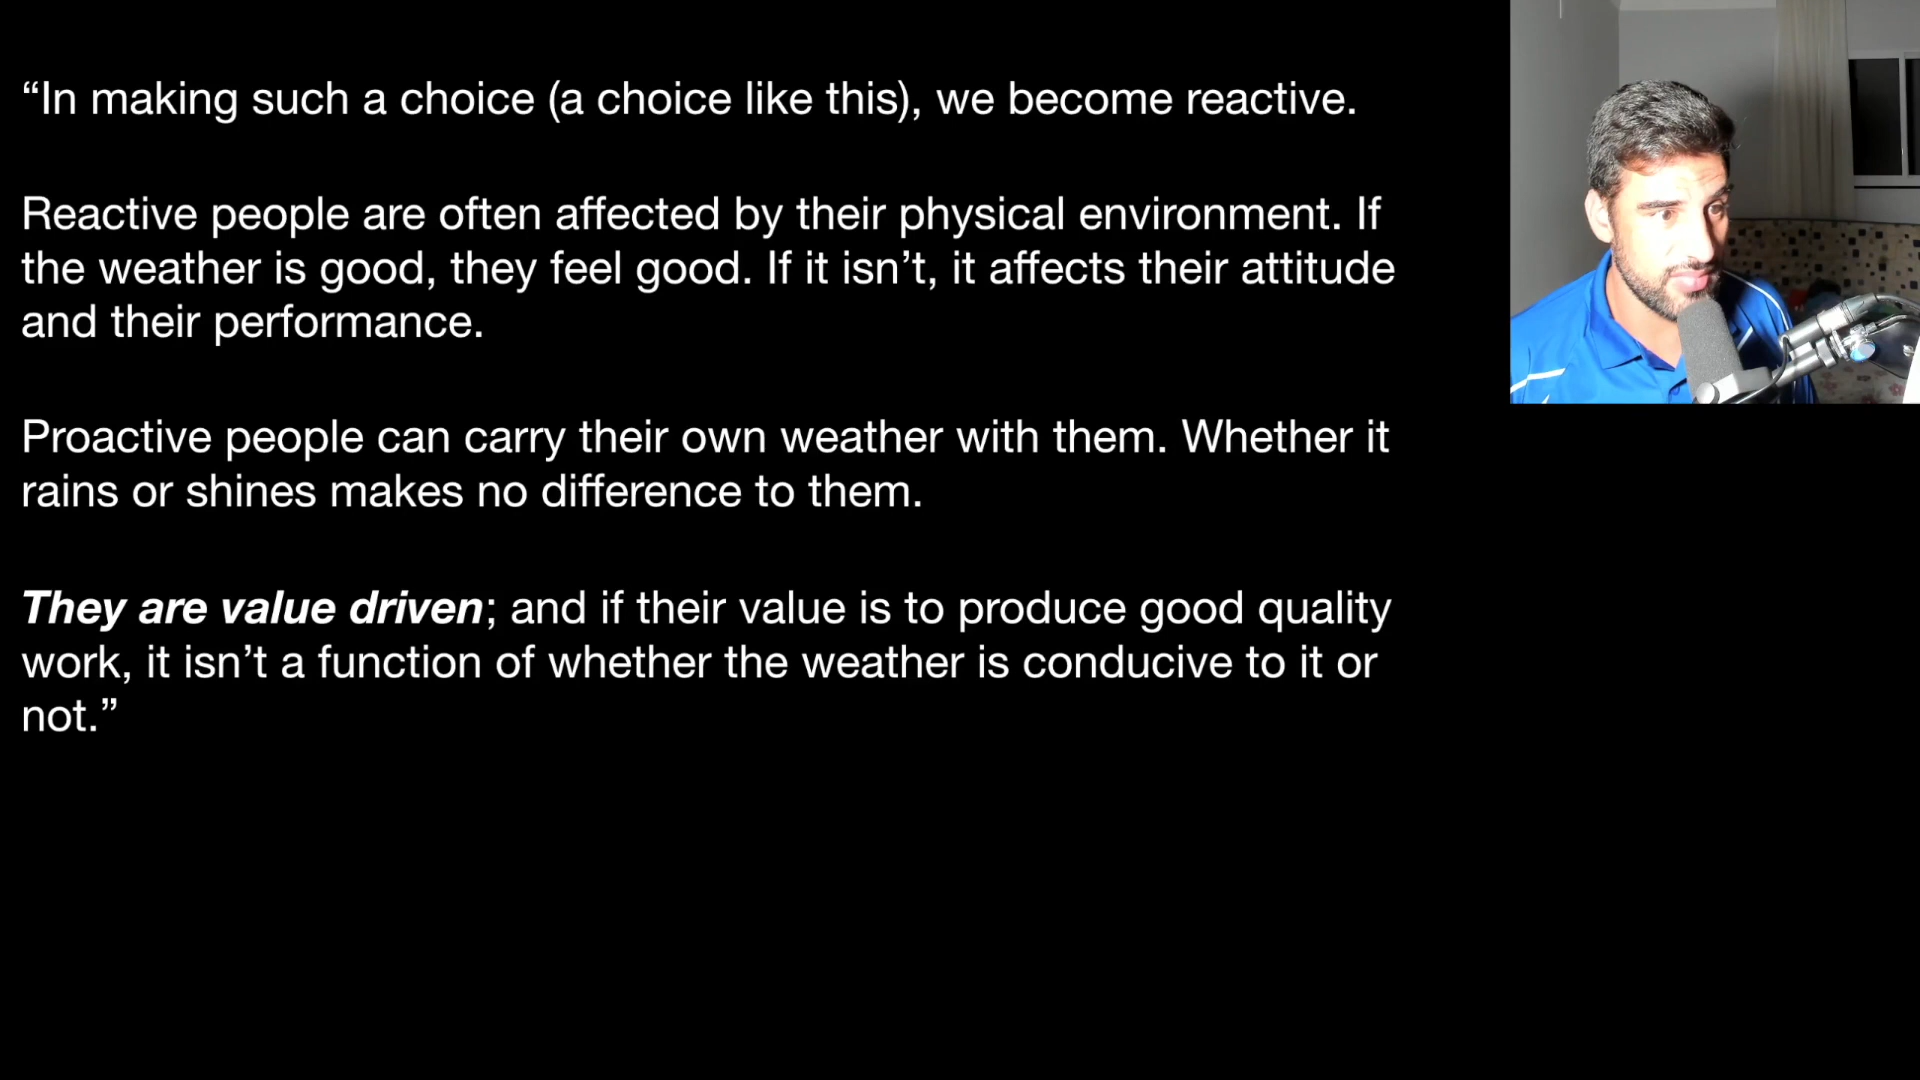 “In making such a choice (a choice like this), we become reactive.
Reactive people are often affected by their physical environment. If
the weather is good, they feel good. If it isn’t, it affects their attitude
and their performance.
Proactive people can carry their own weather with them. Whether it
rains or shines makes no difference to them.
They are value driven; and if their value is to produce good quality
work, it isn’t a function of whether the weather is conducive to it or
not.”